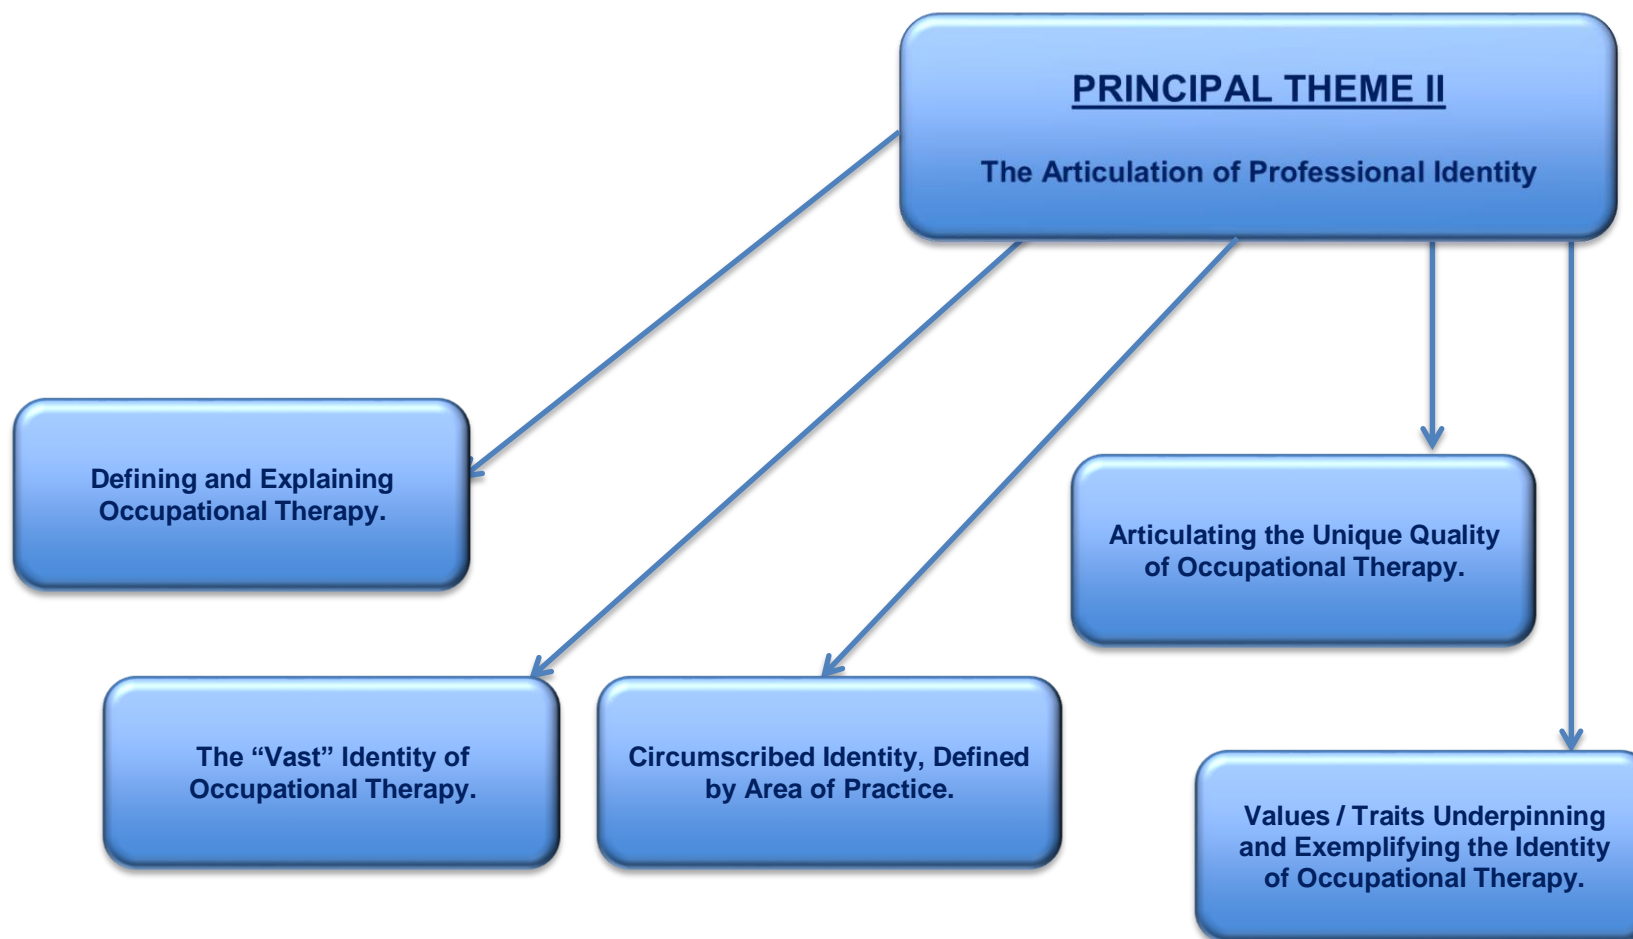 PRINCIPAL THEME II
The Articulation of Professional Identity
Defining and Explaining
Occupational Therapy.
Articulating the Unique Quality
of Occupational Therapy.
The “Vast” Identity of
Occupational Therapy.
Circumscribed Identity, Defined
by Area of Practice.
Values / Traits Underpinning
and Exemplifying the Identity
of Occupational Therapy.